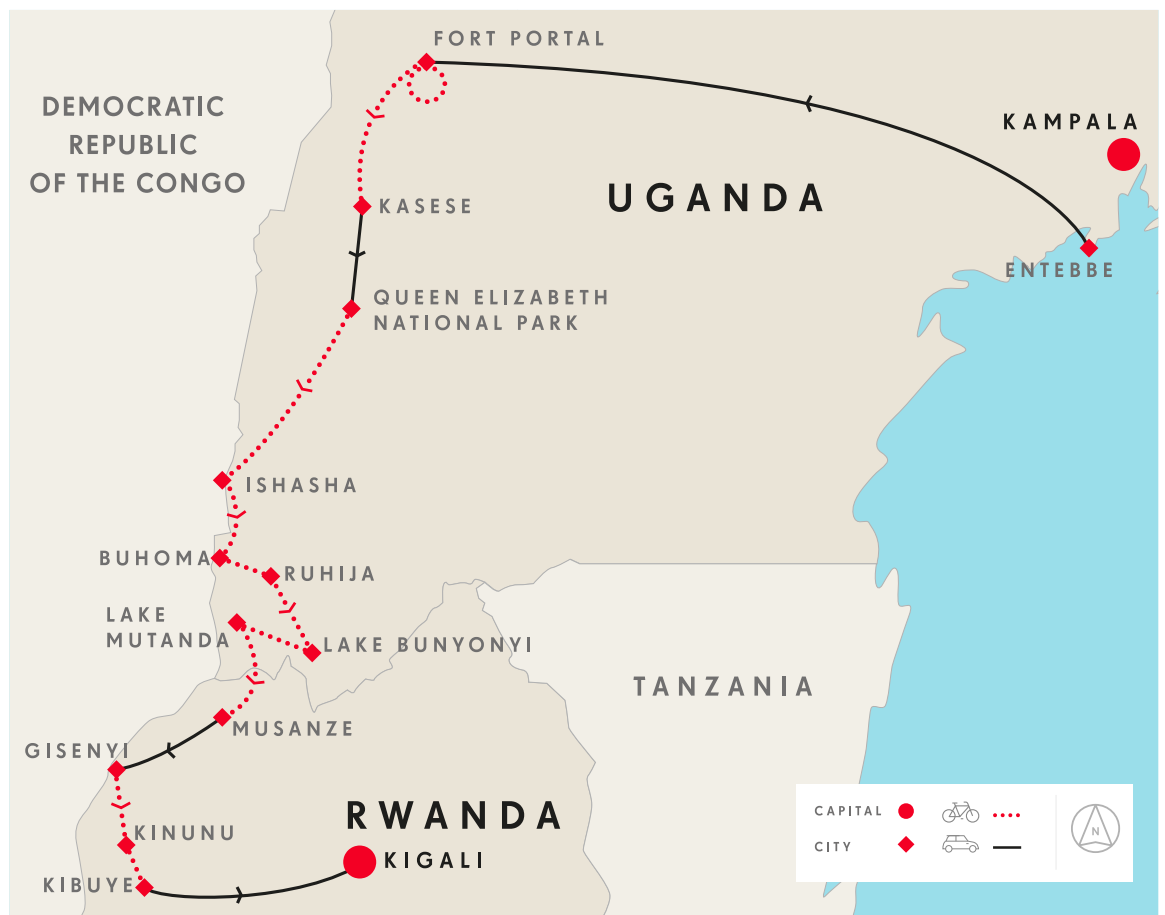 FORT PORTAL
DEMOCRATIC
REPUBLIC
OF THE CONGO
KAMPALA
UGANDA
KASESE
ENTEBBE
QUEEN ELIZABETH
NATIONAL PARK
ISHASHA
BUHOMA
RUHIJA
LAKE
MUTANDA
LAKE BUNYONYI
TANZANIA
MUSANZE
GISENYI
RWANDA
KINUNU
KIGALI
KIBUYE
CAPITAL
CITY
N